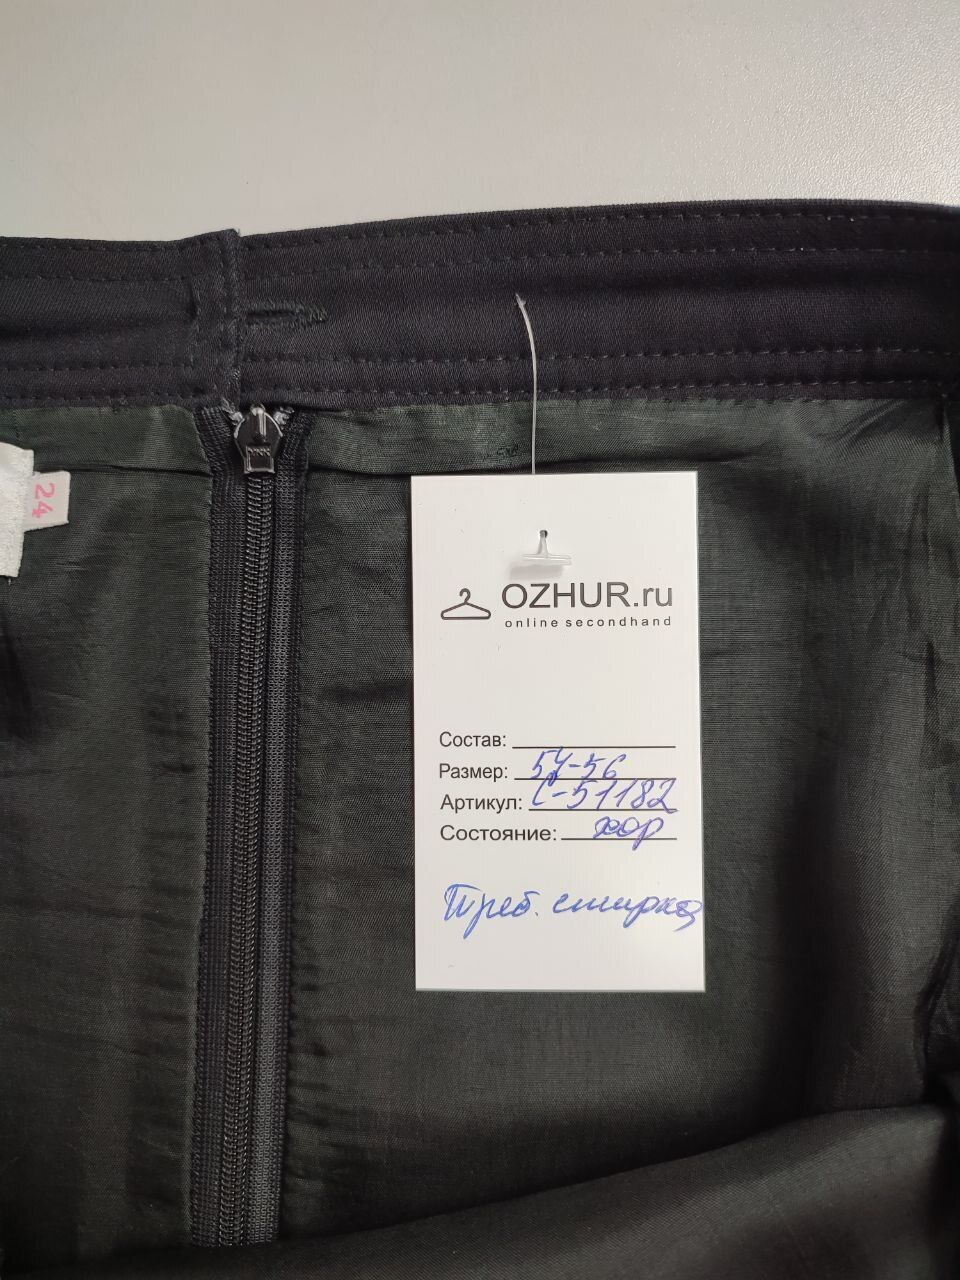 24
OZHUR.ru
online secondhand
Состав:
Размер: 54-56
Артикул: С-51182
Состояние: хор
Треб. стирка